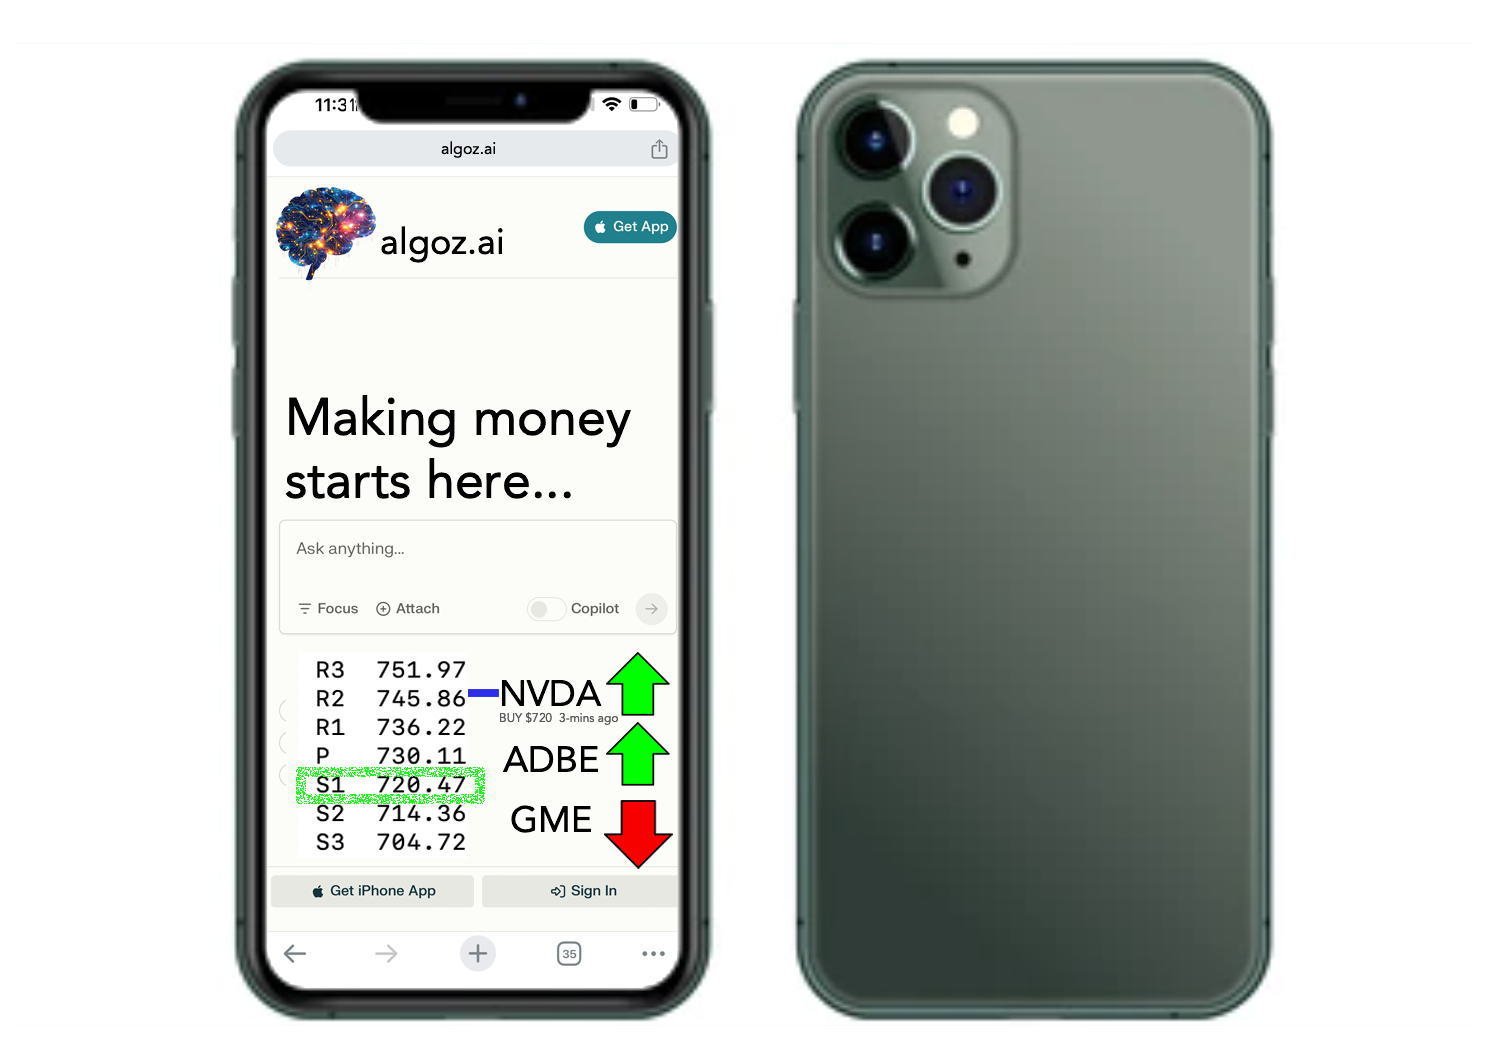 11:31
algoz.ai
algoz.ai
Get App
Making money
starts here...
Ask anything...
Focus
Attach
Copilot
R3 751.97
R2 745.86
R1 736.22
P 730.11
S1 720.47
S2 714.36
S3 704.72
NVDA
BUY $720 3-mins ago
ADBE
GME
Get iPhone App
Sign In
35